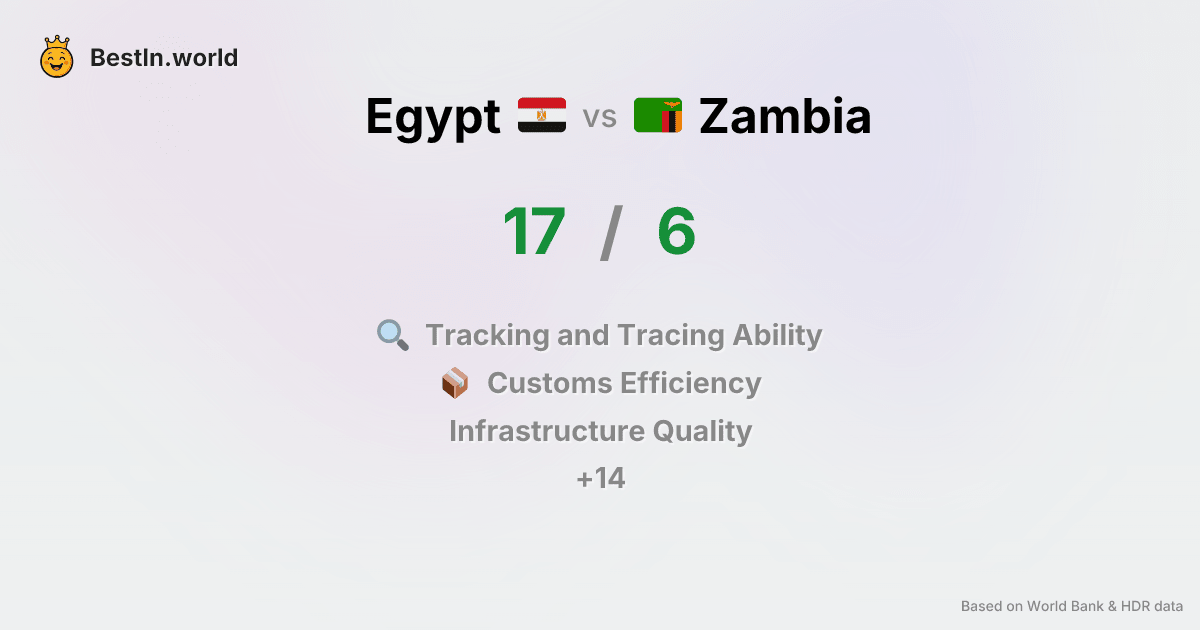 BestIn.world
Egypt vs Zambia
17 / 6
Tracking and Tracing Ability
Customs Efficiency
Infrastructure Quality
+14
Based on World Bank & HDR data